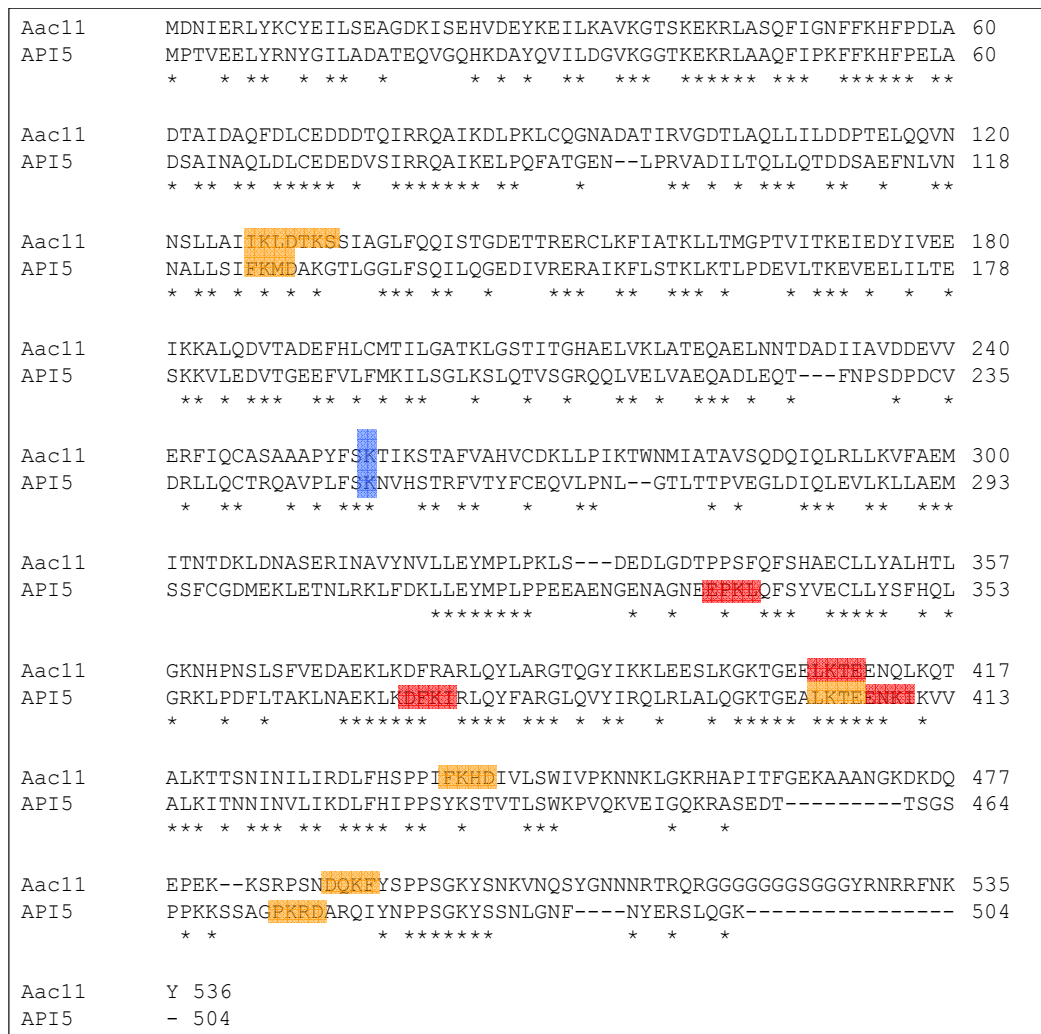 Aac11 MDNIERLYKCYEILSEAGDKISEHVDEYKEILKAVKGTSKEKRLASQFIGNFFKHFPDLA 60
API5 MPTVEELYRNYGILADATEQVGQHKDAYQVILDGVKGGTKEKRLAAQFIPKFFKHFPELA 60
* * ** * ** * * * * * ** *** ****** *** ****** **
Aac11 DTAIDAQFDLCEDDDTQIRRQAIKDLPKLCQGNADATIRVGDTLAQLLILDDPTELQQVN 120
API5 DSAINAQLDLCEDEDVSIRRQAIKELPQFATGEN--LPRVADILTQLLQTDDSAEFNLVN 118
* ** ** ***** * ******* ** * ** * *** ** * **
Aac11 NSLLAIIKLDTKSSIAGLFQQISTGDETTRERCLKFIATKLLTMGPTVITKEIEDYIVEE 180
API5 NALLSIFKMDAKGTLGGLFSQILQGEDIVRERAIKFLSTKLKTLPDEVLTKEVEELILTE 178
* ** * * * * *** ** * *** ** *** * * *** * * *
Aac11 IKKALQDVTADEFHLCMTILGATKLGSTITGHAELVKLATEQAELNNTDADIIAVDDEVV 240
API5 SKKVLEDVTGEEFVLFMKILSGLKSLQTVSGRQQLVELVAEQADLEQT---FNPSDPDCV 235
** * *** ** * ** * * * ** * *** * * * *
Aac11 ERFIQCASAAAPYFSKTIKSTAFVAHVCDKLLPIKTWNMIATAVSQDQIQLRLLKVFAEM 300
API5 DRLLQCTRQAVPLFSKNVHSTRFVTYFCEQVLPNL--GTLTTPVEGLDIQLEVLKLLAEM 293
* ** * * *** ** ** * ** * * *** ** ***
Aac11 ITNTDKLDNASERINAVYNVLLEYMPLPKLS---DEDLGDTPPSFQFSHAECLLYALHTL 357
API5 SSFCGDMEKLETNLRKLFDKLLEYMPLPPEEAENGENAGNEEPKLQFSYVECLLYSFHQL 353
******** * * * *** ***** * *
Aac11 GKNHPNSLSFVEDAEKLKDFRARLQYLARGTQGYIKKLEESLKGKTGEELKTEENQLKQT 417
API5 GRKLPDFLTAKLNAEKLKDFKIRLQYFARGLQVYIRQLRLALQGKTGEALKTEENKIKVV 413
* * * ******* **** *** * ** * * ***** ****** *
Aac11 ALKTTSNINILIRDLFHSPPIFKHDIVLSWIVPKNNKLGKRHAPITFGEKAAANGKDKDQ 477
API5 ALKITNNINVLIKDLFHIPPSYKSTVTLSWKPVQKVEIGQKRASEDT---------TSGS 464
*** * *** ** **** ** * *** * *
Aac11 EPEK--KSRPSNDQKFYSPPSGKYSNKVNQSYGNNNRTRQRGGGGGGGSGGGYRNRRFNK 535
API5 PPKKSSAGPKRDARQIYNPPSGKYSSNLGNF----NYERSLQGK---------------- 504
* * * ******* * * *
Aac11 Y 536
API5 - 504